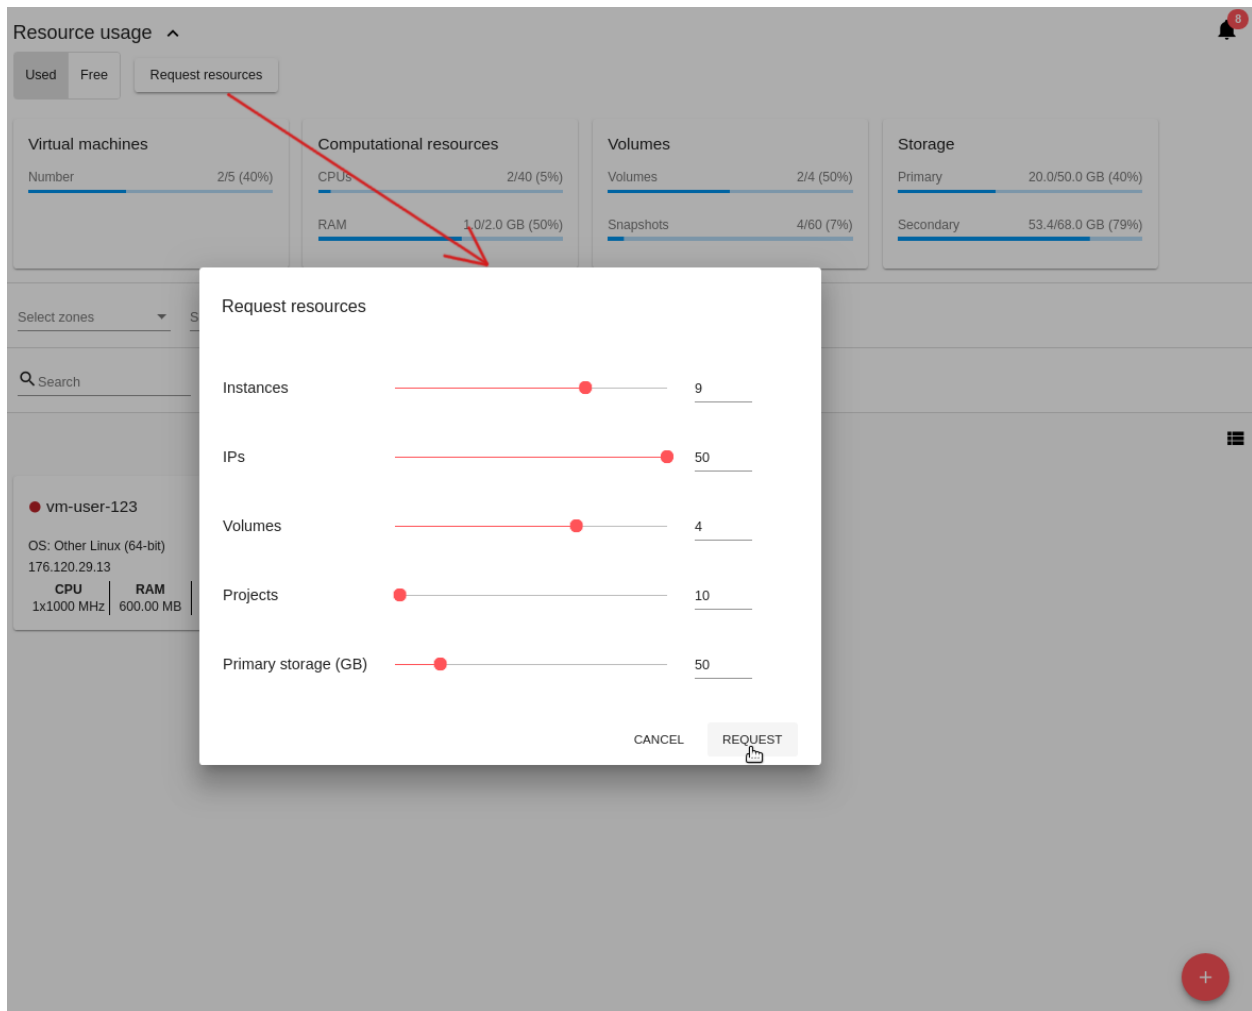 Resource usage
8
Used Free Request resources
Virtual machines
Number 2/5 (40%)
Computational resources
CPUs 2/40 (5%)
RAM 1.0/2.0 GB (50%)
Volumes
Volumes 2/4 (50%)
Snapshots 4/60 (7%)
Storage
Primary 20.0/50.0 GB (40%)
Secondary 53.4/68.0 GB (79%)
Select zones S
Search
Request resources
Instances 9
IPs 50
Volumes 4
Projects 10
Primary storage (GB) 50
CANCEL REQUEST
vm-user-123
OS: Other Linux (64-bit)
176.120.29.13
CPU RAM
1x1000 MHz 600.00 MB
+